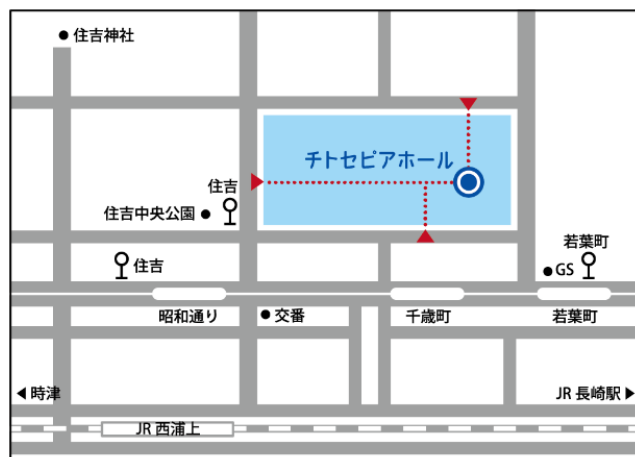 住吉神社
チトセピアホール
住吉
住吉中央公園
若葉町
住吉
GS
昭和通り
交番
千歳町
若葉町
時津
JR 長崎駅
JR 西浦上